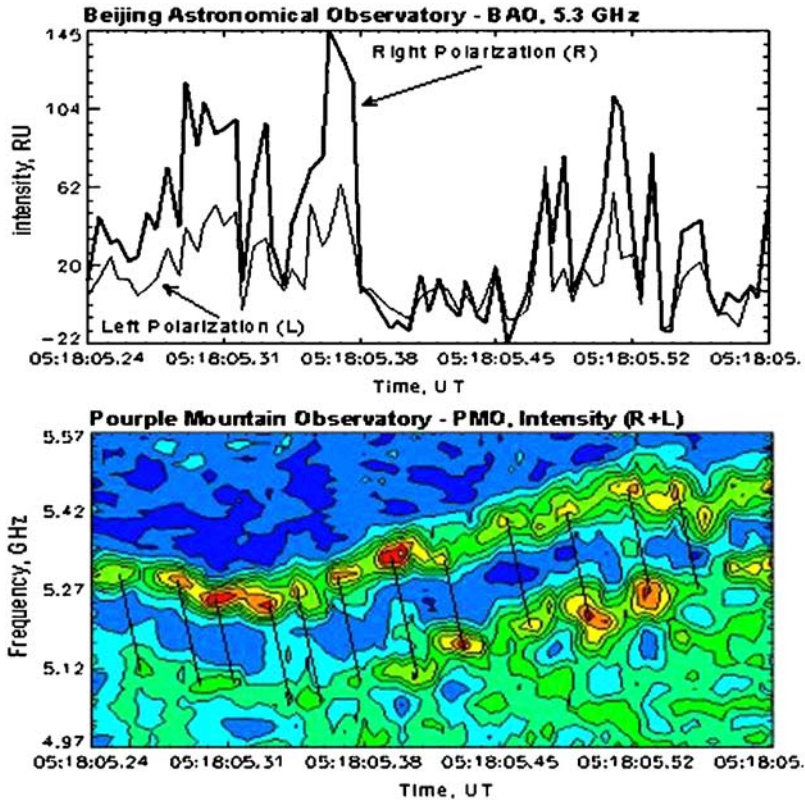 Beijing Astronomical Observatory - BAO, 5.3 GHz
145
104
62
20
-22
intensity, RU
Right Polarization (R)
Left Polarization (L)
05:18:05.24 05:18:05.31 05:18:05.38 05:18:05.45 05:18:05.52 05:18:05.
Time, UT
Pourple Mountain Observatory - PMO, Intensity (R+L)
5.57
5.42
5.27
5.12
4.97
Frequency, GHz
05:18:05.24 05:18:05.31 05:18:05.38 05:18:05.45 05:18:05.52 05:18:05.
Time, UT